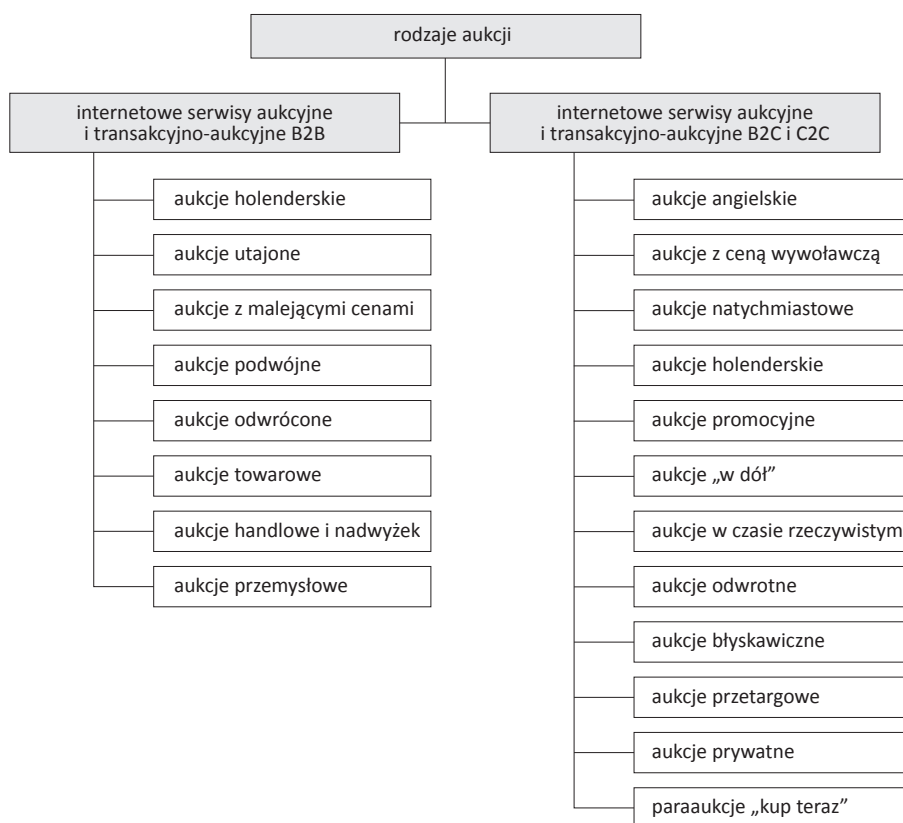 rodzaje aukcji
internetowe serwisy aukcyjne
i transakcyjno-aukcyjne B2B
aukcje holenderskie
aukcje utajone
aukcje z malejącymi cenami
aukcje podwójne
aukcje odwrócone
aukcje towarowe
aukcje handlowe i nadwyżek
aukcje przemysłowe
internetowe serwisy aukcyjne
i transakcyjno-aukcyjne B2C i C2C
aukcje angielskie
aukcje z ceną wywoławczą
aukcje natychmiastowe
aukcje holenderskie
aukcje promocyjne
aukcje „w dół”
aukcje w czasie rzeczywistym
aukcje odwrotne
aukcje błyskawiczne
aukcje przetargowe
aukcje prywatne
paraaukcje „kup teraz”